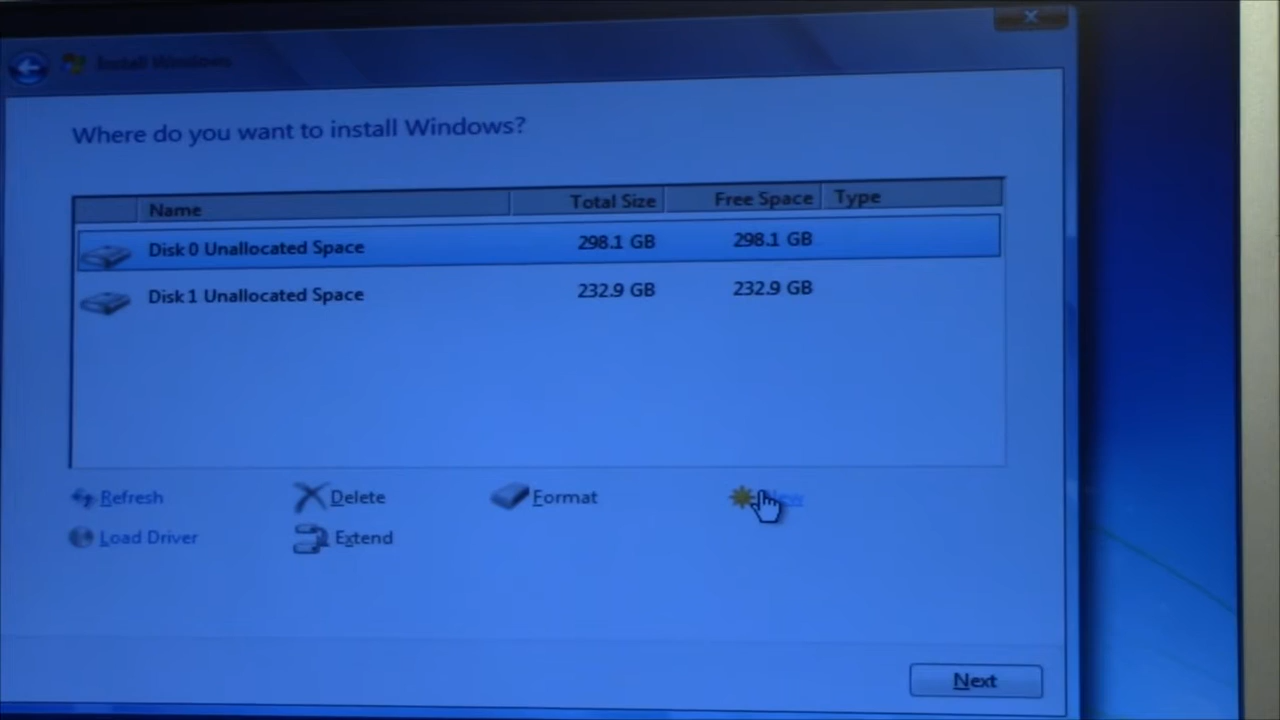 Install Windows
Where do you want to install Windows?
Name Total Size Free Space Type
Disk 0 Unallocated Space 298.1 GB 298.1 GB
Disk 1 Unallocated Space 232.9 GB 232.9 GB
Refresh Delete Format
Load Driver Extend
Next